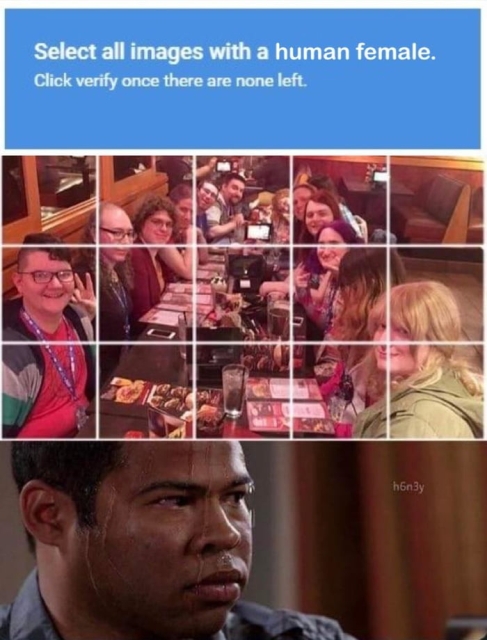 Select all images with a human female.
Click verify once there are none left.
h6n3y